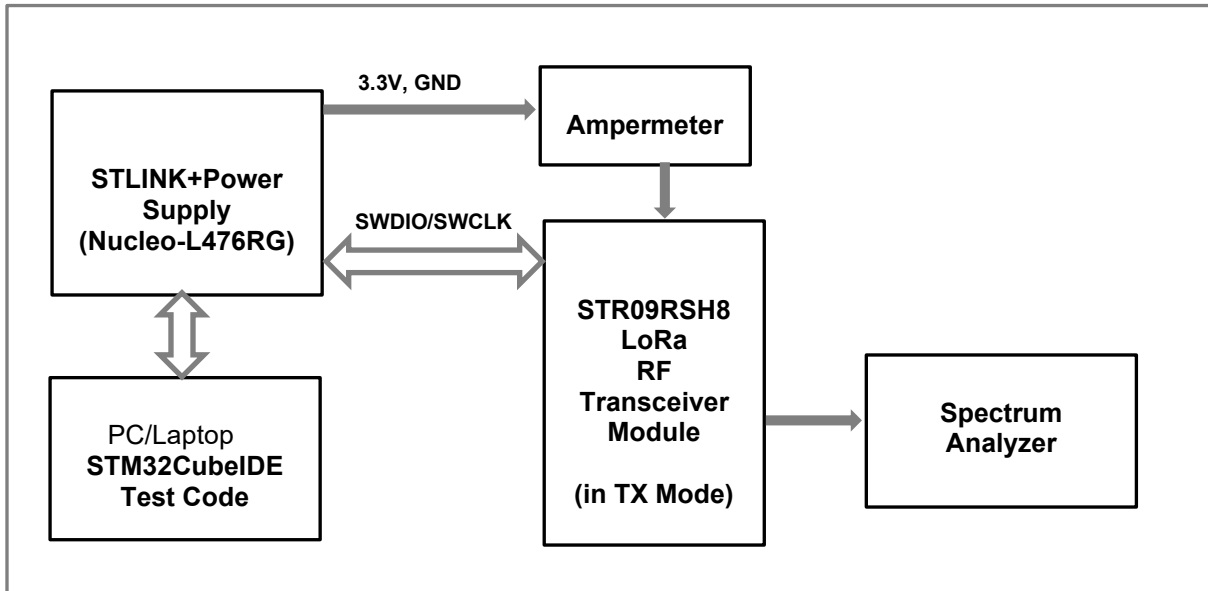 3.3V, GND
STLINK+Power
Supply
(Nucleo-L476RG)
Ampermeter
SWDIO/SWCLK
STR09RSH8
LoRa
RF
Transceiver
Module
(in TX Mode)
PC/Laptop
STM32CubeIDE
Test Code
Spectrum
Analyzer